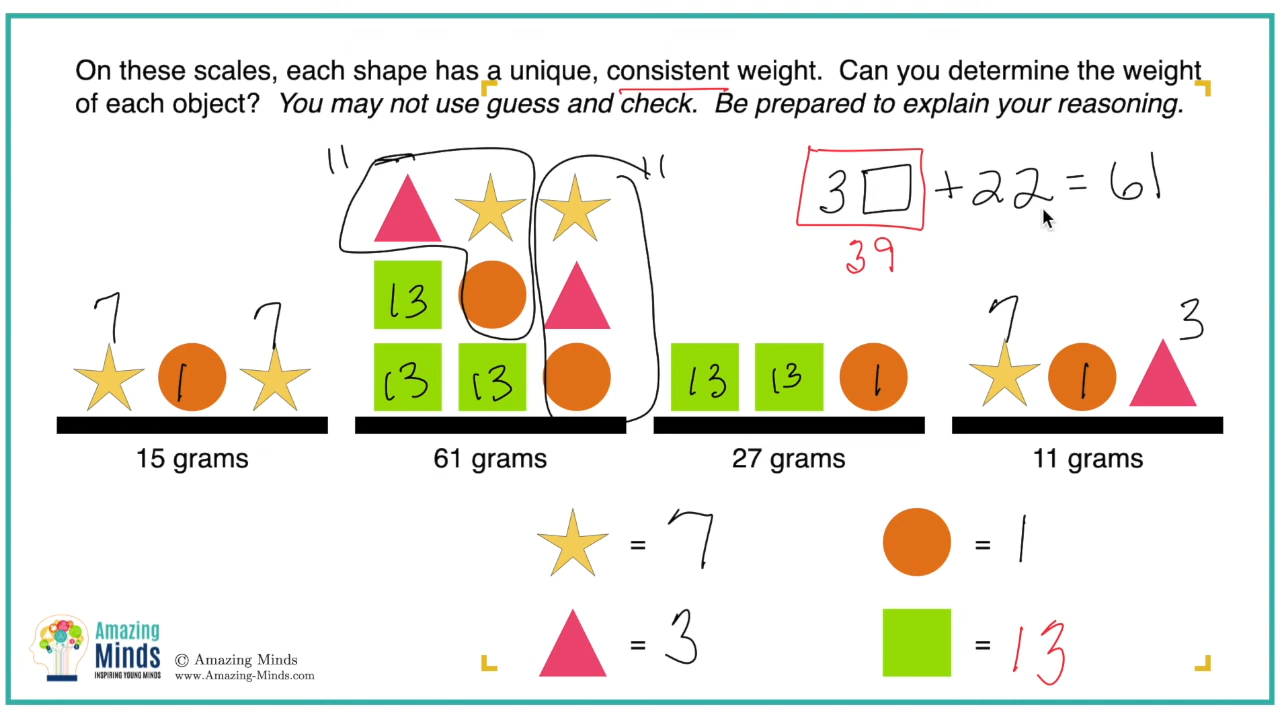 On these scales, each shape has a unique, consistent weight. Can you determine the weight
of each object? You may not use guess and check. Be prepared to explain your reasoning.
11 11
3 □ + 22 = 61
39
7 7
13
7 3
1
13 13
13 13 1
1
15 grams
61 grams
27 grams
11 grams
= 7
= 1
= 3
= 13
Amazing
Minds
INSPIRING YOUNG MINDS
© Amazing Minds
www.Amazing-Minds.com